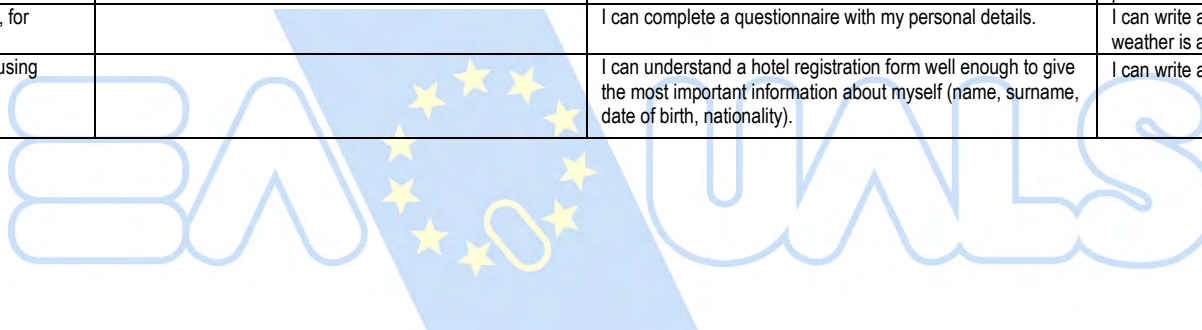 , for
I can complete a questionnaire with my personal details.
I can write a
weather is a
using
I can understand a hotel registration form well enough to give
the most important information about myself (name, surname,
date of birth, nationality).
I can write a
EAQUALS